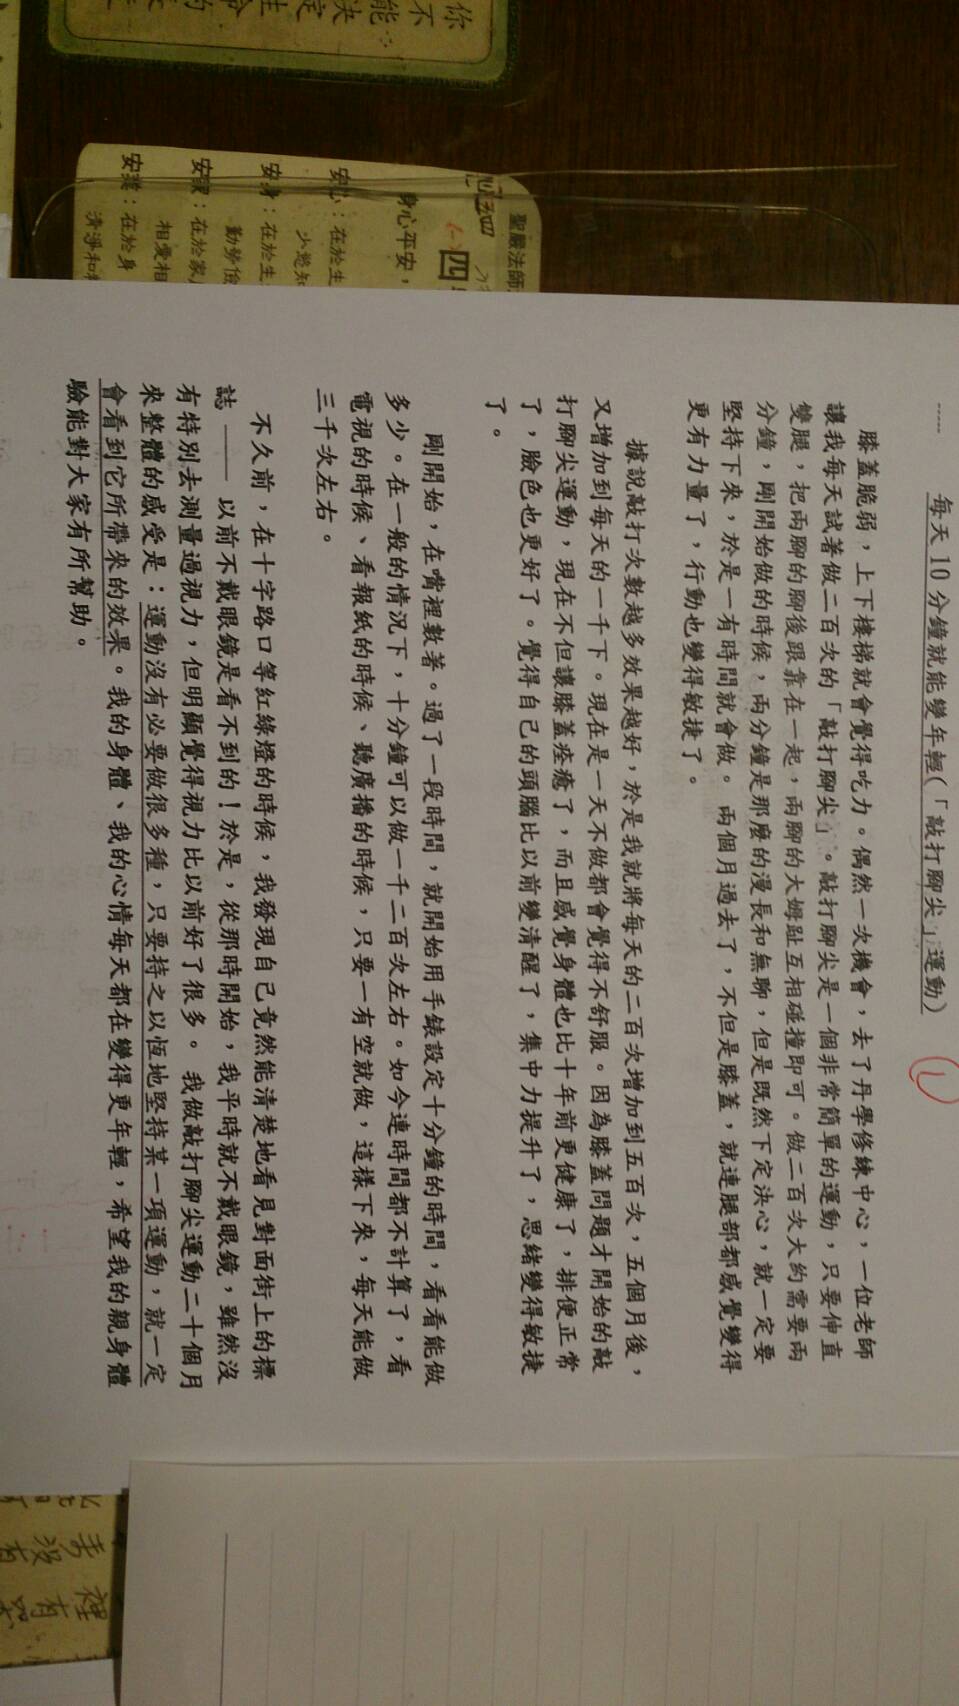 每天10分鐘就能變年輕(「敲打腳尖」運動)
1
膝蓋脆弱，上下樓梯就會覺得吃力。偶然一次機會，去了丹學修練中心，一位老師
讓我每天試著做二百次的「敲打腳尖」。敲打腳尖是一個非常簡單的運動，只要伸直
雙腿，把兩腳的腳後跟靠在一起，兩腳的大姆趾互相碰撞即可。做二百次大約需要兩
分鐘，剛開始做的時候，兩分鐘是那麼的漫長和無聊，但是既然下定決心，就一定要
堅持下來，於是一有時間就會做。 兩個月過去了，不但是膝蓋，就連腿部都感覺變得
更有力量了，行動也變得敏捷了。
據說敲打次數越多效果越好，於是我就將每天的二百次增加到五百次，五個月後，
又增加到每天的一千下。現在是一天不做都會覺得不舒服。因為膝蓋問題才開始的敲
打腳尖運動，現在不但讓膝蓋痊癒了，而且感覺身體也比十年前更健康了，排便正常
了，臉色也更好了。覺得自己的頭腦比以前變清醒了，集中力提升了，思緒變得敏捷
了。
剛開始，在嘴裡數著。過了一段時間，就開始用手錶設定十分鐘的時間，看看能做
多少。在一般的情況下，十分鐘可以做一千二百次左右。如今連時間都不計算了，看
電視的時候、看報紙的時候、聽廣播的時候，只要一有空就做，這樣下來，每天能做
三千次左右。
不久前，在十字路口等紅綠燈的時候，我發現自己竟然能清楚地看見對面街上的標
誌 —— 以前不戴眼鏡是看不到的！於是，從那時開始，我平時就不戴眼鏡，雖然沒
有特別去測量過視力，但明顯覺得視力比以前好了很多。 我做敲打腳尖運動二十個月
來整體的感受是：運動沒有必要做很多種，只要持之以恆地堅持某一項運動，就一定
會看到它所帶來的效果。我的身體、我的心情每天都在變得更年輕，希望我的親身體
驗能對大家有所幫助。
聖嚴法師
四
身心平安，
安心：在於生
少慾知
安身：在於生
勤勞儉
安家：在於家
相愛相
安業：在於身
清淨和
你不能決定生命的
裡有
沒有